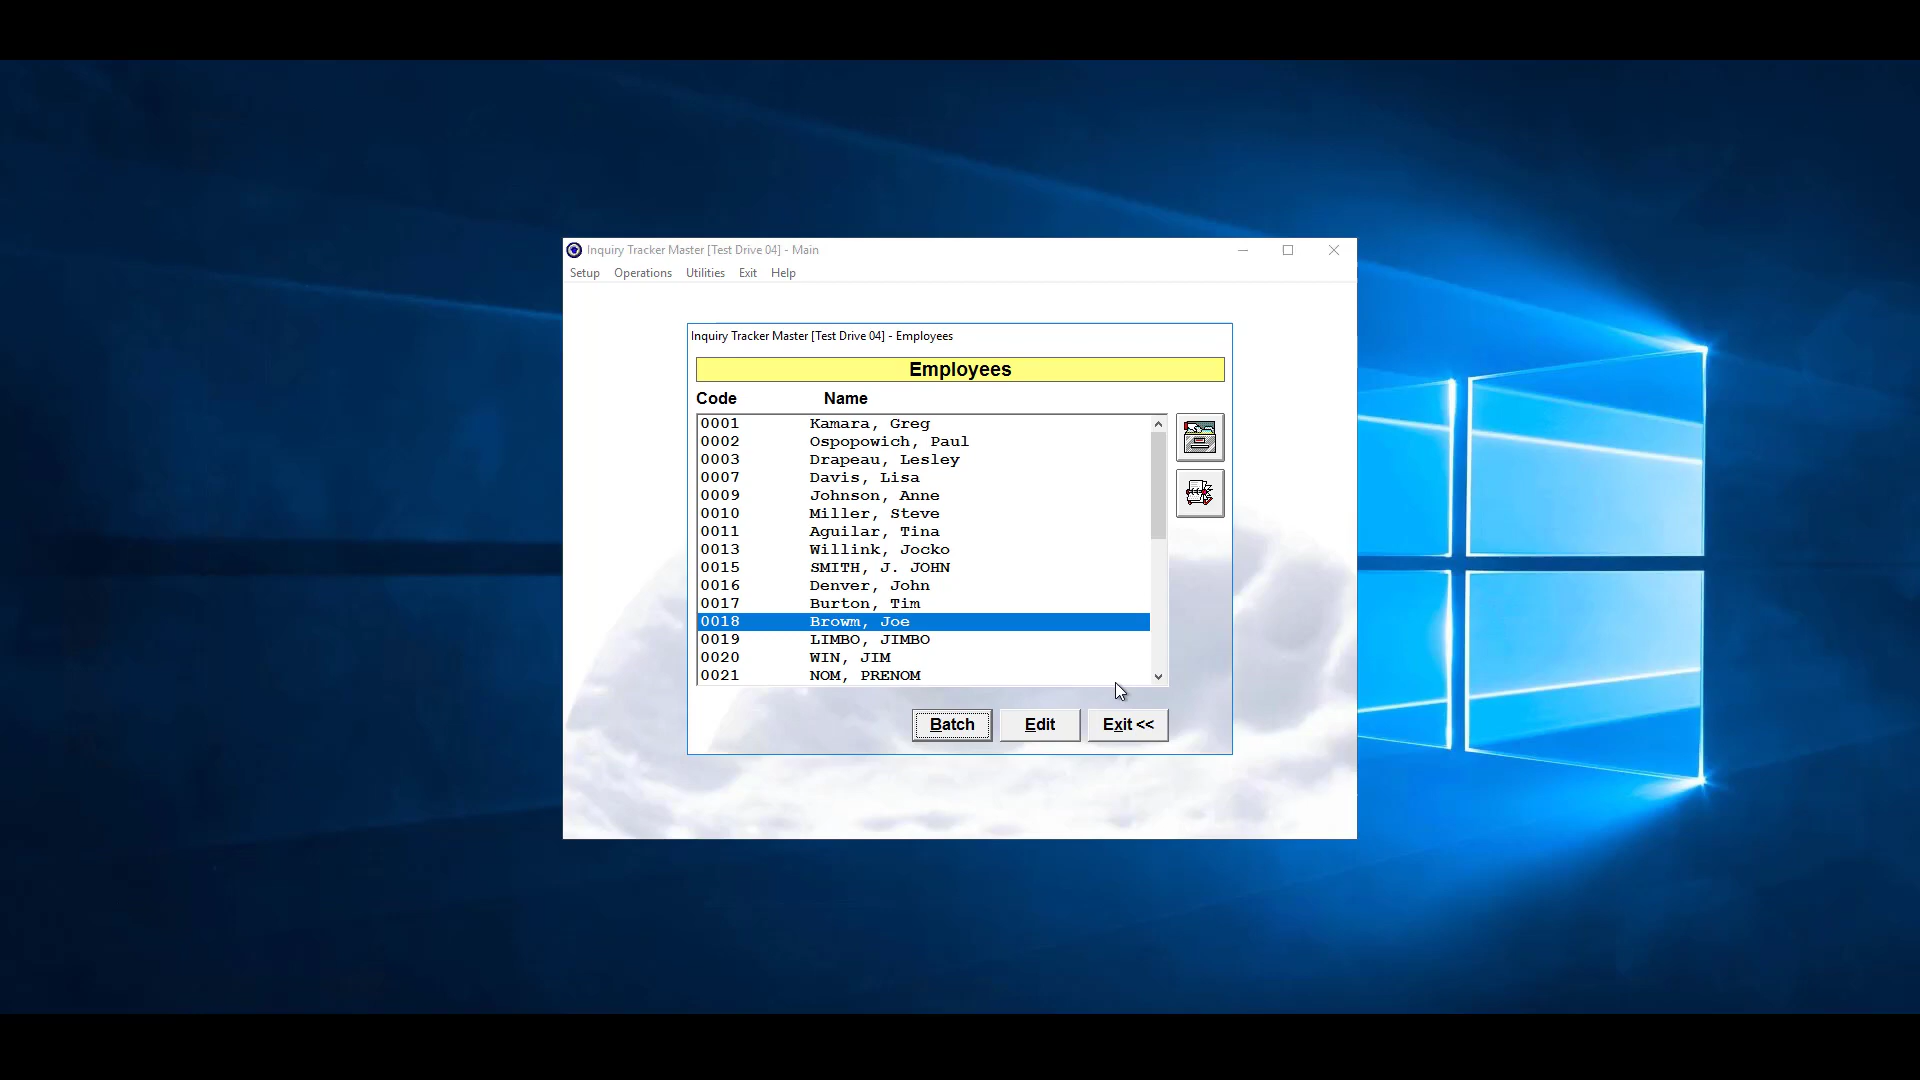 Inquiry Tracker Master [Test Drive 04] - Main
Setup Operations Utilities Exit Help
Inquiry Tracker Master [Test Drive 04] - Employees
Employees
Code Name
0001 Kamara, Greg
0002 Ospopowich, Paul
0003 Drapeau, Lesley
0007 Davis, Lisa
0009 Johnson, Anne
0010 Miller, Steve
0011 Aguilar, Tina
0013 Willink, Jocko
0015 SMITH, J. JOHN
0016 Denver, John
0017 Burton, Tim
0018 Browm, Joe
0019 LIMBO, JIMBO
0020 WIN, JIM
0021 NOM, PRENOM
Batch Edit Exit <<